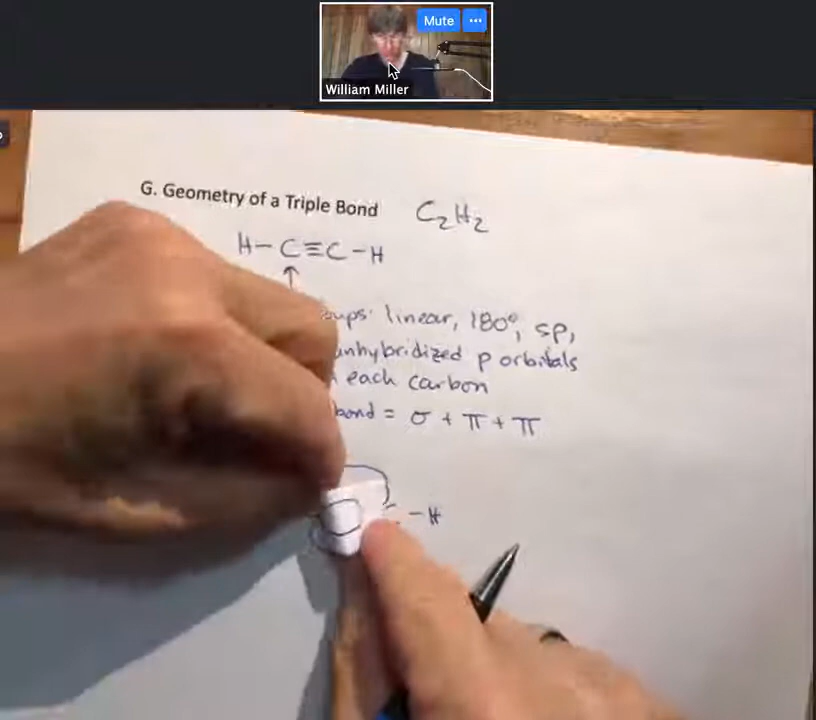 Mute ...
William Miller
G. Geometry of a Triple Bond C₂H₂
H-C≡C-H
↑
linear, 180°, sp,
unhybridized p orbitals
each carbon
bond = σ + π + π
-H